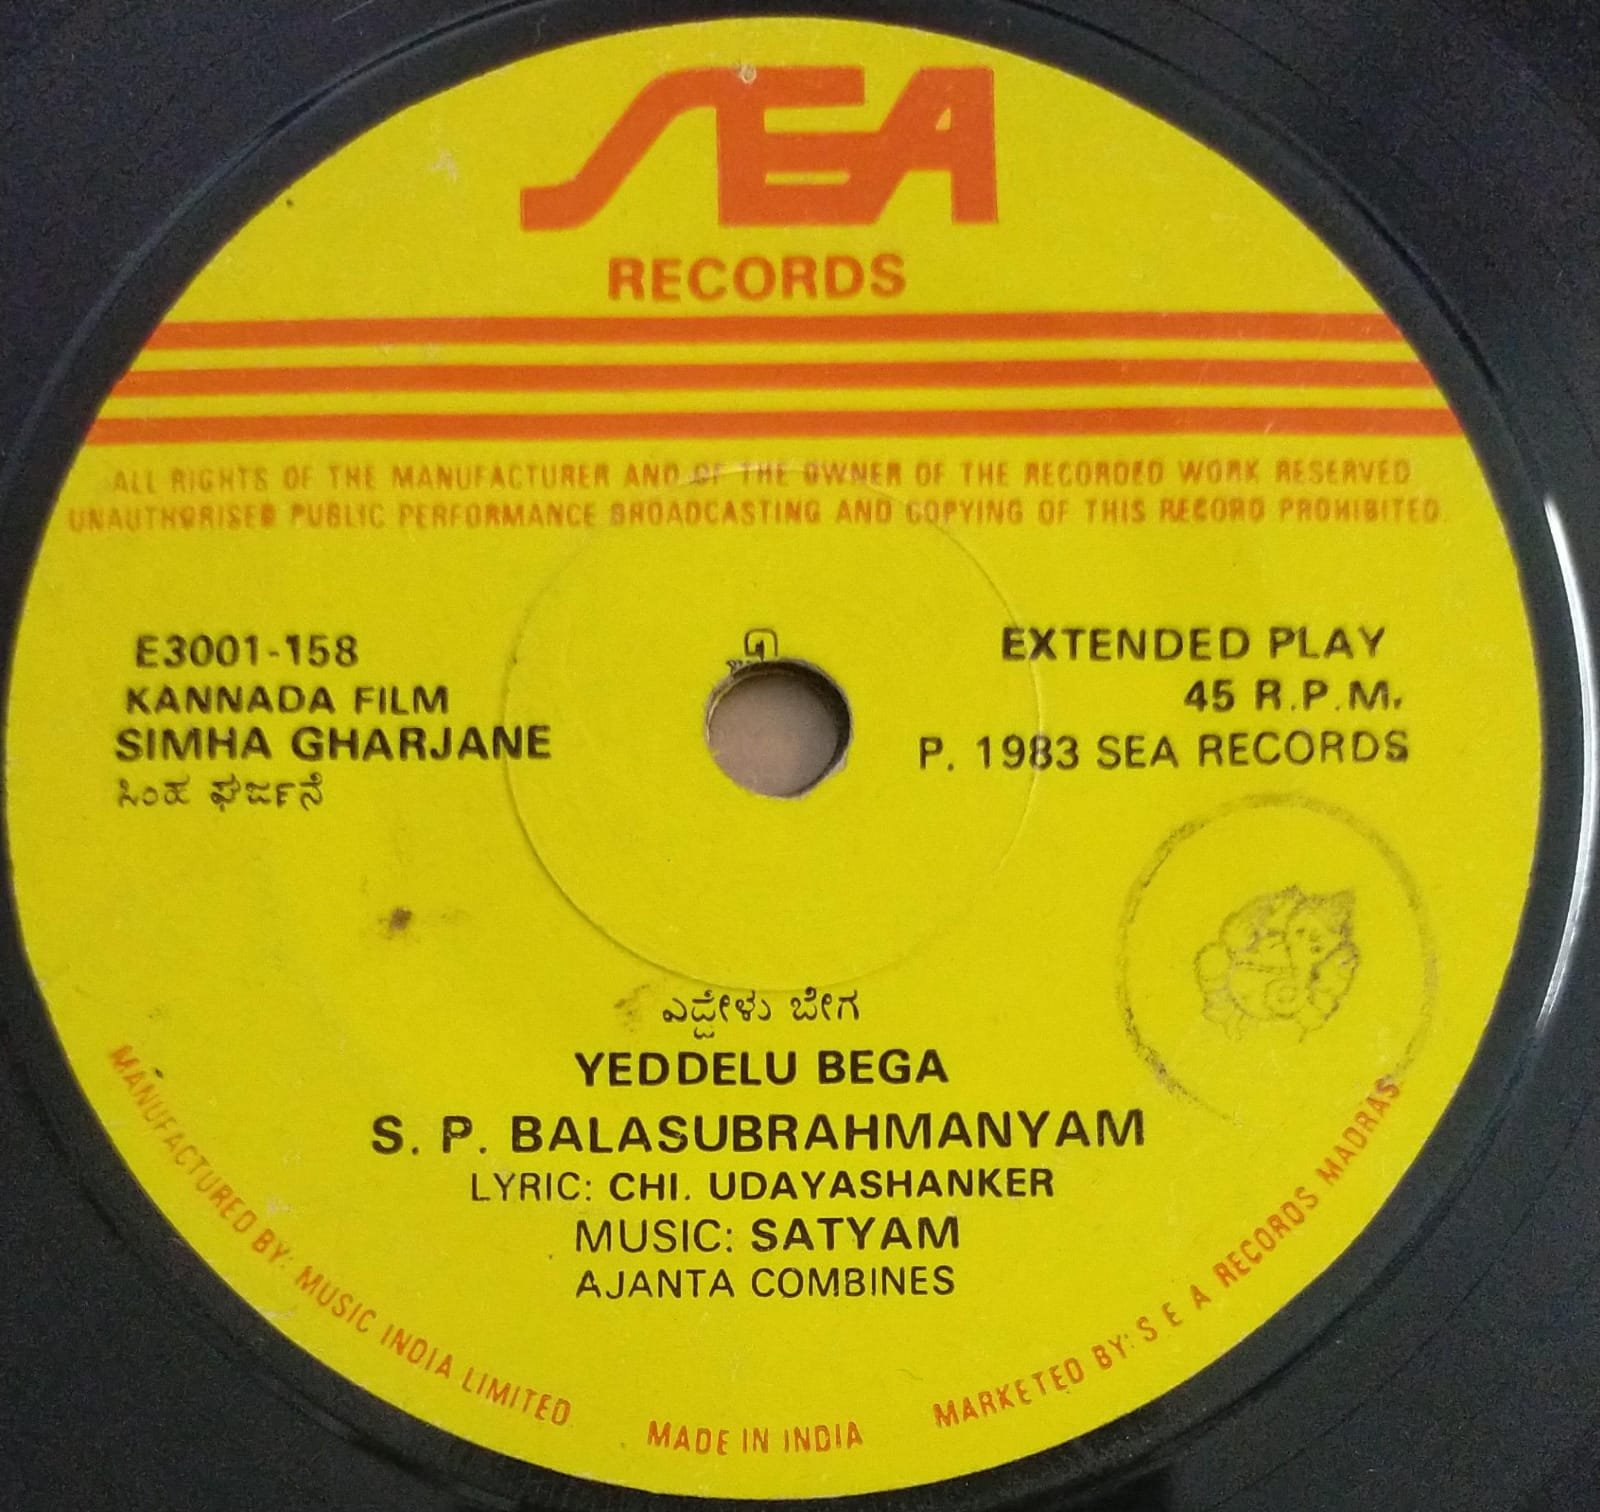 SEA
RECORDS
ALL RIGHTS OF THE MANUFACTURER AND OF THE OWNER OF THE RECORDED WORK RESERVED
UNAUTHORISED PUBLIC PERFORMANCE BROADCASTING AND COPYING OF THIS RECORD PROHIBITED.
E3001-158
KANNADA FILM
SIMHA GHARJANE
ಸಿಂಹ ಘರ್ಜನೆ
EXTENDED PLAY
45 R.P.M.
P. 1983 SEA RECORDS
ಎದ್ದೇಳು ಬೇಗ
YEDDELU BEGA
S. P. BALASUBRAHMANYAM
LYRIC: CHI. UDAYASHANKER
MUSIC: SATYAM
AJANTA COMBINES
MANUFACTURED BY: MUSIC INDIA LIMITED
MADE IN INDIA
MARKETED BY: S E A RECORDS MADRAS